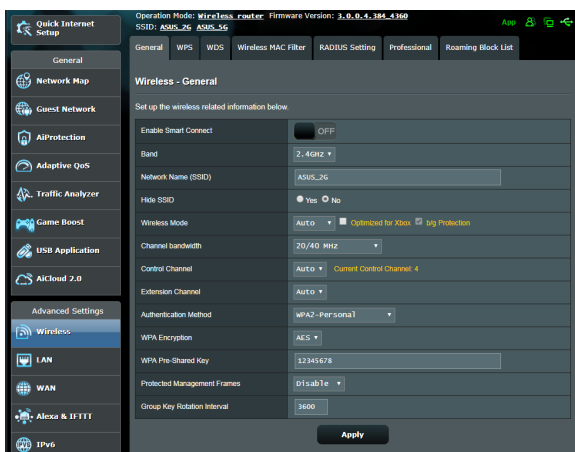 Quick Internet
Setup
General
Network Map
Guest Network
AiProtection
Adaptive QoS
Traffic Analyzer
Game Boost
USB Application
AiCloud 2.0
Advanced Settings
Wireless
LAN
WAN
Alexa & IFTTT
IPv6
Operation Mode: Wireless router Firmware Version: 3.0.0.4.384_4360
SSID: ASUS_2G ASUS_5G
App
General WPS WDS Wireless MAC Filter RADIUS Setting Professional Roaming Block List
Wireless - General
Set up the wireless related information below.
Enable Smart Connect OFF
Band 2.4GHz
Network Name (SSID) ASUS_2G
Hide SSID Yes No
Wireless Mode Auto Optimized for Xbox b/g Protection
Channel bandwidth 20/40 MHz
Control Channel Auto Current Control Channel: 4
Extension Channel Auto
Authentication Method WPA2-Personal
WPA Encryption AES
WPA Pre-Shared Key 12345678
Protected Management Frames Disable
Group Key Rotation Interval 3600
Apply